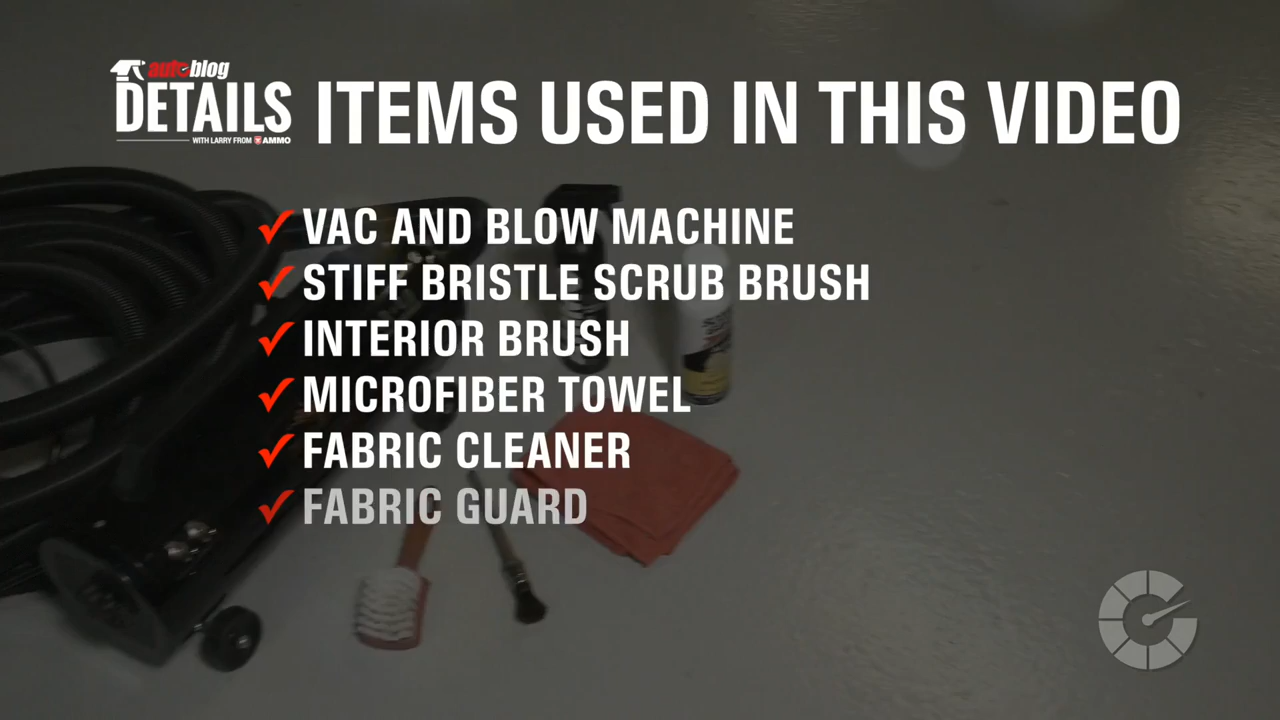 autoblog
DETAILS
WITH LARRY FROM AMMO
ITEMS USED IN THIS VIDEO
VAC AND BLOW MACHINE
STIFF BRISTLE SCRUB BRUSH
INTERIOR BRUSH
MICROFIBER TOWEL
FABRIC CLEANER
FABRIC GUARD